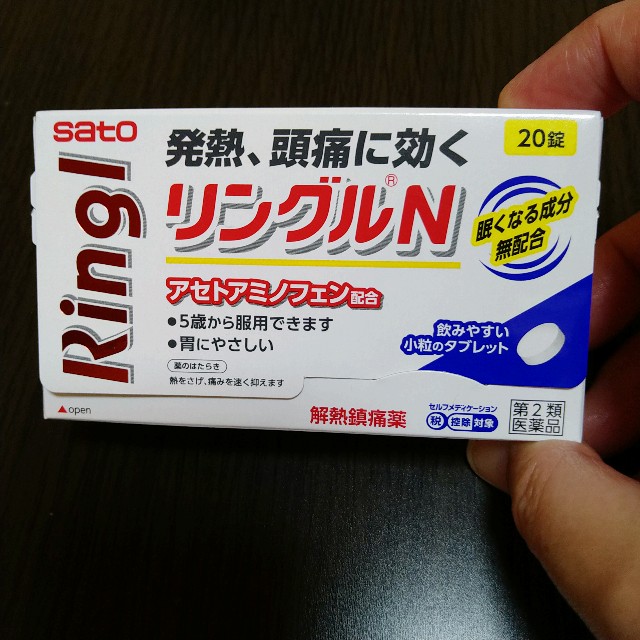 sato
Ringl
発熱、頭痛に効く
リングルN®
20錠
眠くなる成分
無配合
アセトアミノフェン配合
●5歳から服用できます
●胃にやさしい
薬のはたらき
熱をさげ、痛みを速く抑えます
飲みやすい
小粒のタブレット
▲open
解熱鎮痛薬
セルフメディケーション
税 控除 対象
第2類
医薬品